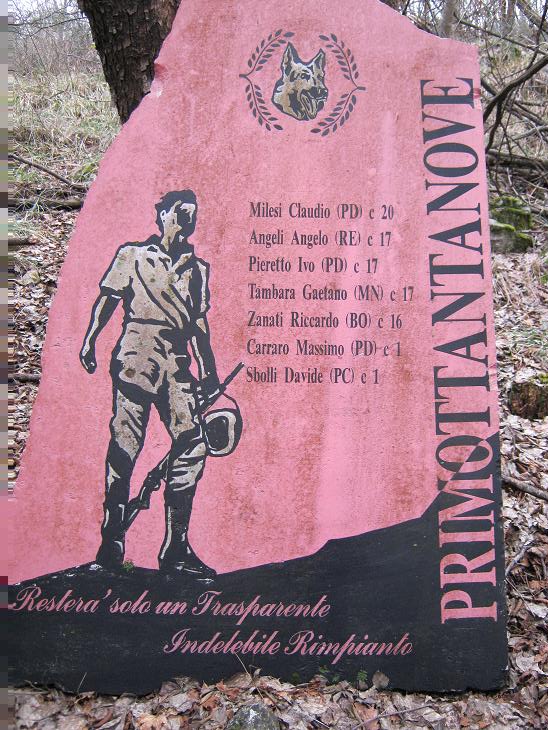 Milesi Claudio (PD) c 20
Angeli Angelo (RE) c 17
Pieretto Ivo (PD) c 17
Tambara Gaetano (MN) c 17
Zanati Riccardo (BO) c 16
Carraro Massimo (PD) c 1
Sbolli Davide (PC) c 1
PRIMOTTANTANOVE
Restera' solo un Trasparente
Indelebile Rimpianto